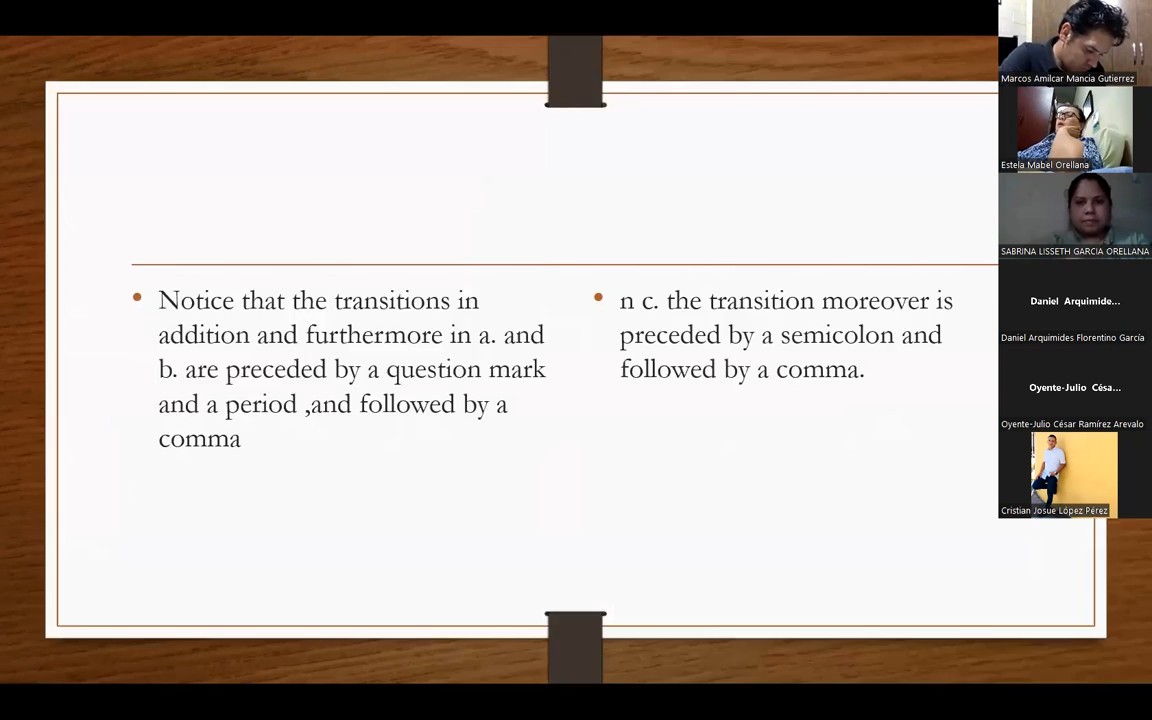 Notice that the transitions in
addition and furthermore in a. and
b. are preceded by a question mark
and a period ,and followed by a
comma
n c. the transition moreover is
preceded by a semicolon and
followed by a comma.
Marcos Amilcar Mancia Gutierrez
Estela Mabel Orellana
SABRINA LISSETH GARCIA ORELLANA
Daniel Arquimide...
Daniel Arquimides Florentino García
Oyente-Julio Césa...
Oyente-Julio César Ramírez Arevalo
Cristian Josue López Pérez